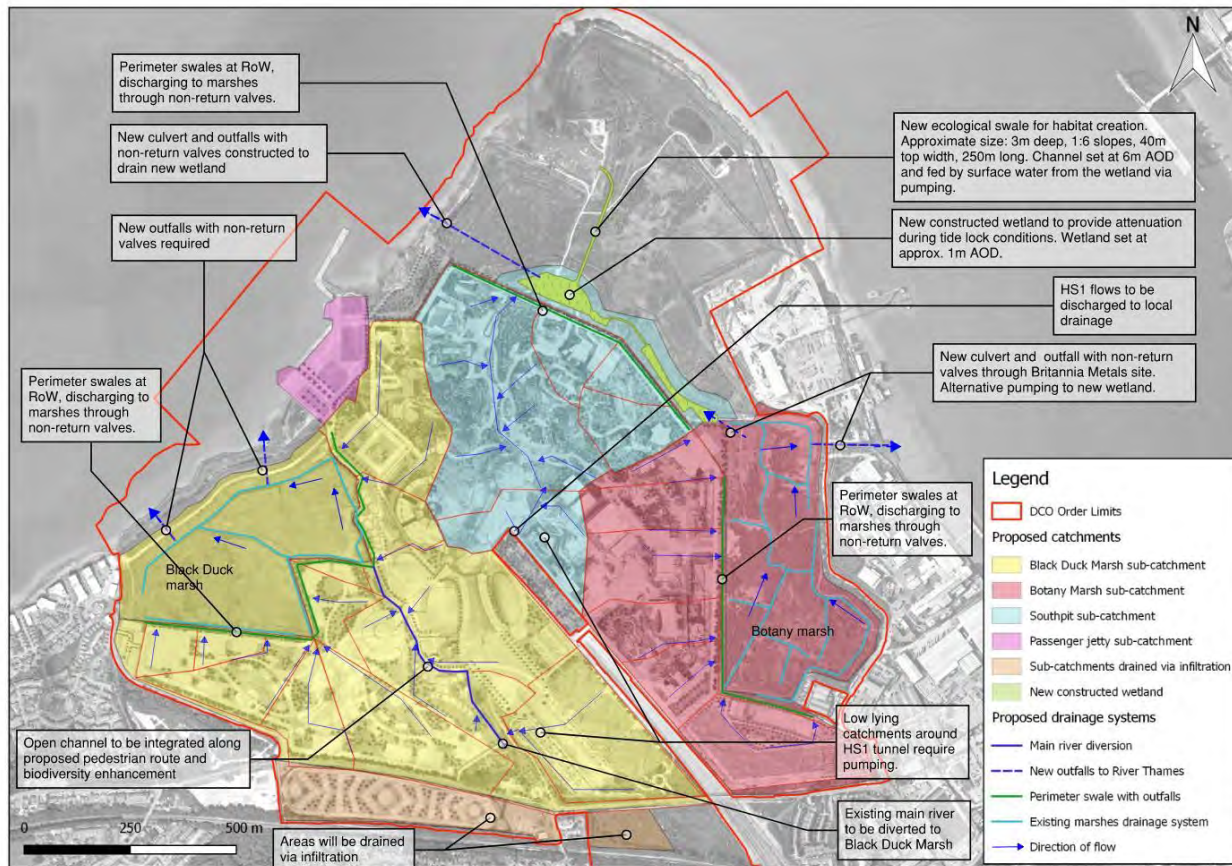 N
Perimeter swales at RoW,
discharging to marshes
through non-return valves.
New culvert and outfalls with
non-return valves constructed to
drain new wetland
New outfalls with non-return
valves required
Perimeter swales at
RoW, discharging to
marshes through
non-return valves.
New ecological swale for habitat creation.
Approximate size: 3m deep, 1:6 slopes, 40m
top width, 250m long. Channel set at 6m AOD
and fed by surface water from the wetland via
pumping.
New constructed wetland to provide attenuation
during tide lock conditions. Wetland set at
approx. 1m AOD.
HS1 flows to be
discharged to local
drainage
New culvert and outfall with non-return
valves through Britannia Metals site.
Alternative pumping to new wetland.
Perimeter swales at
RoW, discharging to
marshes through
non-return valves.
Black Duck
marsh
Botany marsh
Open channel to be integrated along
proposed pedestrian route and
biodiversity enhancement
Low lying
catchments around
HS1 tunnel require
pumping.
Existing main river
to be diverted to
Black Duck Marsh
Areas will be drained
via infiltration
0 250 500 m
Legend
DCO Order Limits
Proposed catchments
Black Duck Marsh sub-catchment
Botany Marsh sub-catchment
Southpit sub-catchment
Passenger jetty sub-catchment
Sub-catchments drained via infiltration
New constructed wetland
Proposed drainage systems
Main river diversion
New outfalls to River Thames
Perimeter swale with outfalls
Existing marshes drainage system
Direction of flow